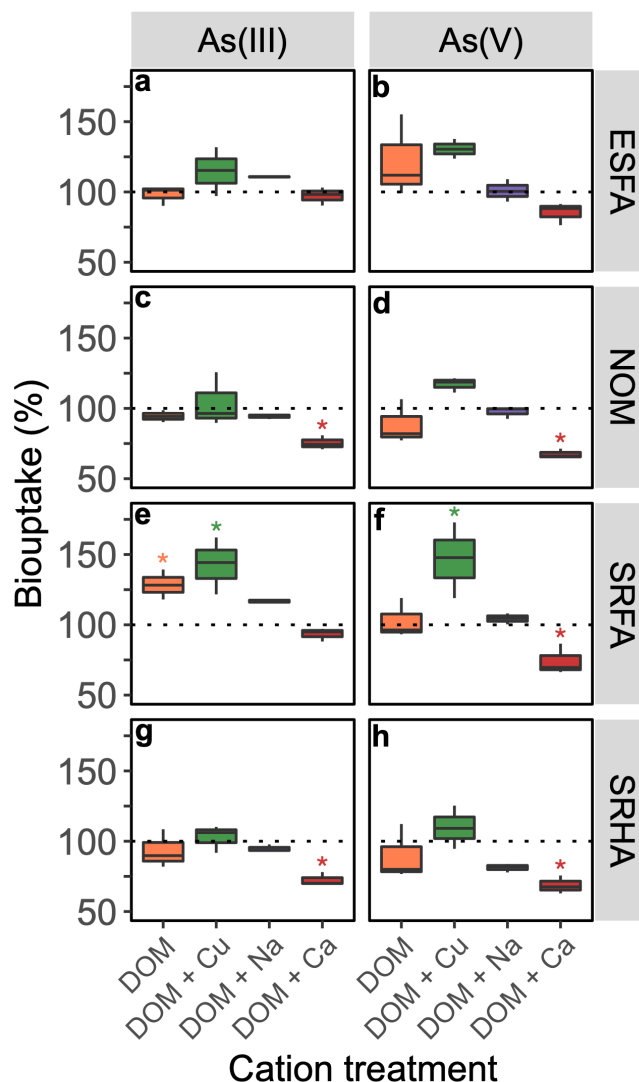 As(III) As(V)
a b
150
100
50
ESFA
c d
150
100
50
NOM
e f
150
100
50
SRFA
g h
150
100
50
SRHA
* * * * * * * *
Biouptake (%)
DOM DOM + Cu DOM + Na DOM + Ca DOM DOM + Cu DOM + Na DOM + Ca
Cation treatment